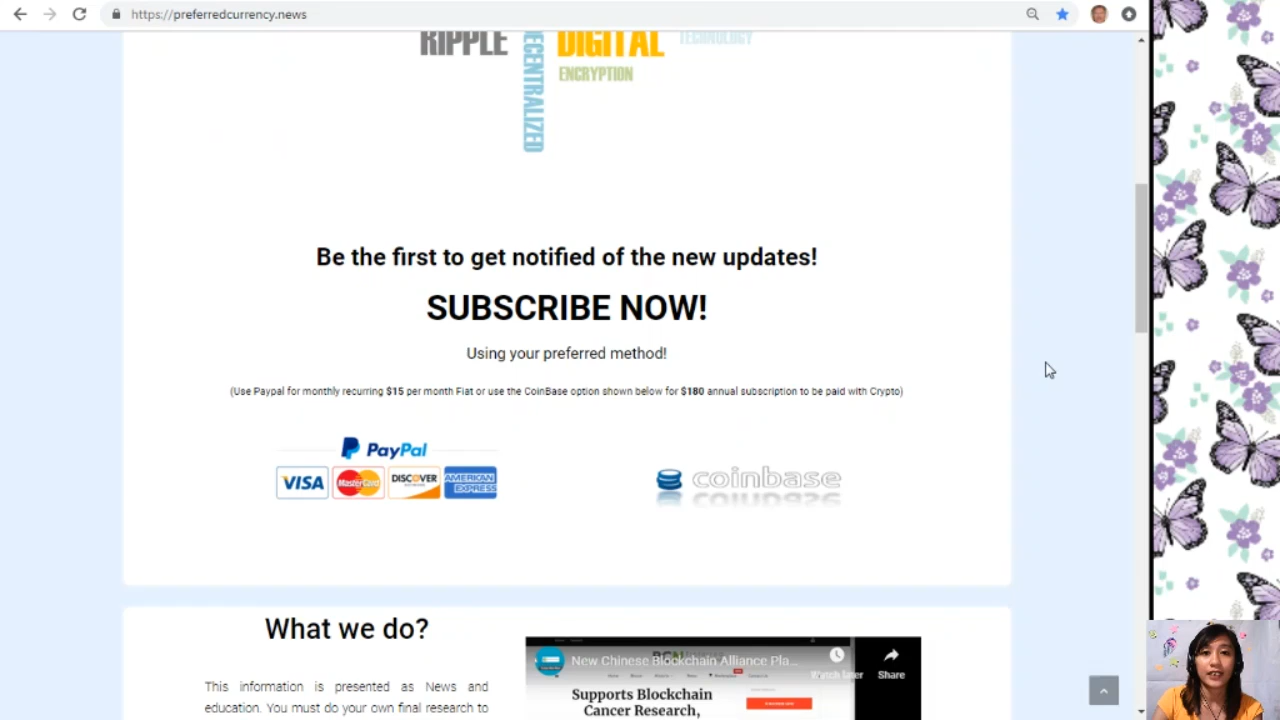 https://preferredcurrency.news
RIPPLE
DECENTRALIZED
DIGITAL
TECHNOLOGY
ENCRYPTION
Be the first to get notified of the new updates!
SUBSCRIBE NOW!
Using your preferred method!
(Use Paypal for monthly recurring $15 per month Fiat or use the CoinBase option shown below for $180 annual subscription to be paid with Crypto)
PayPal
VISA MasterCard DISCOVER AMERICAN EXPRESS
coinbase
What we do?
This information is presented as News and
education. You must do your own final research to
New Chinese Blockchain Alliance Pla...
Watch later
Share
Supports Blockchain
Cancer Research,